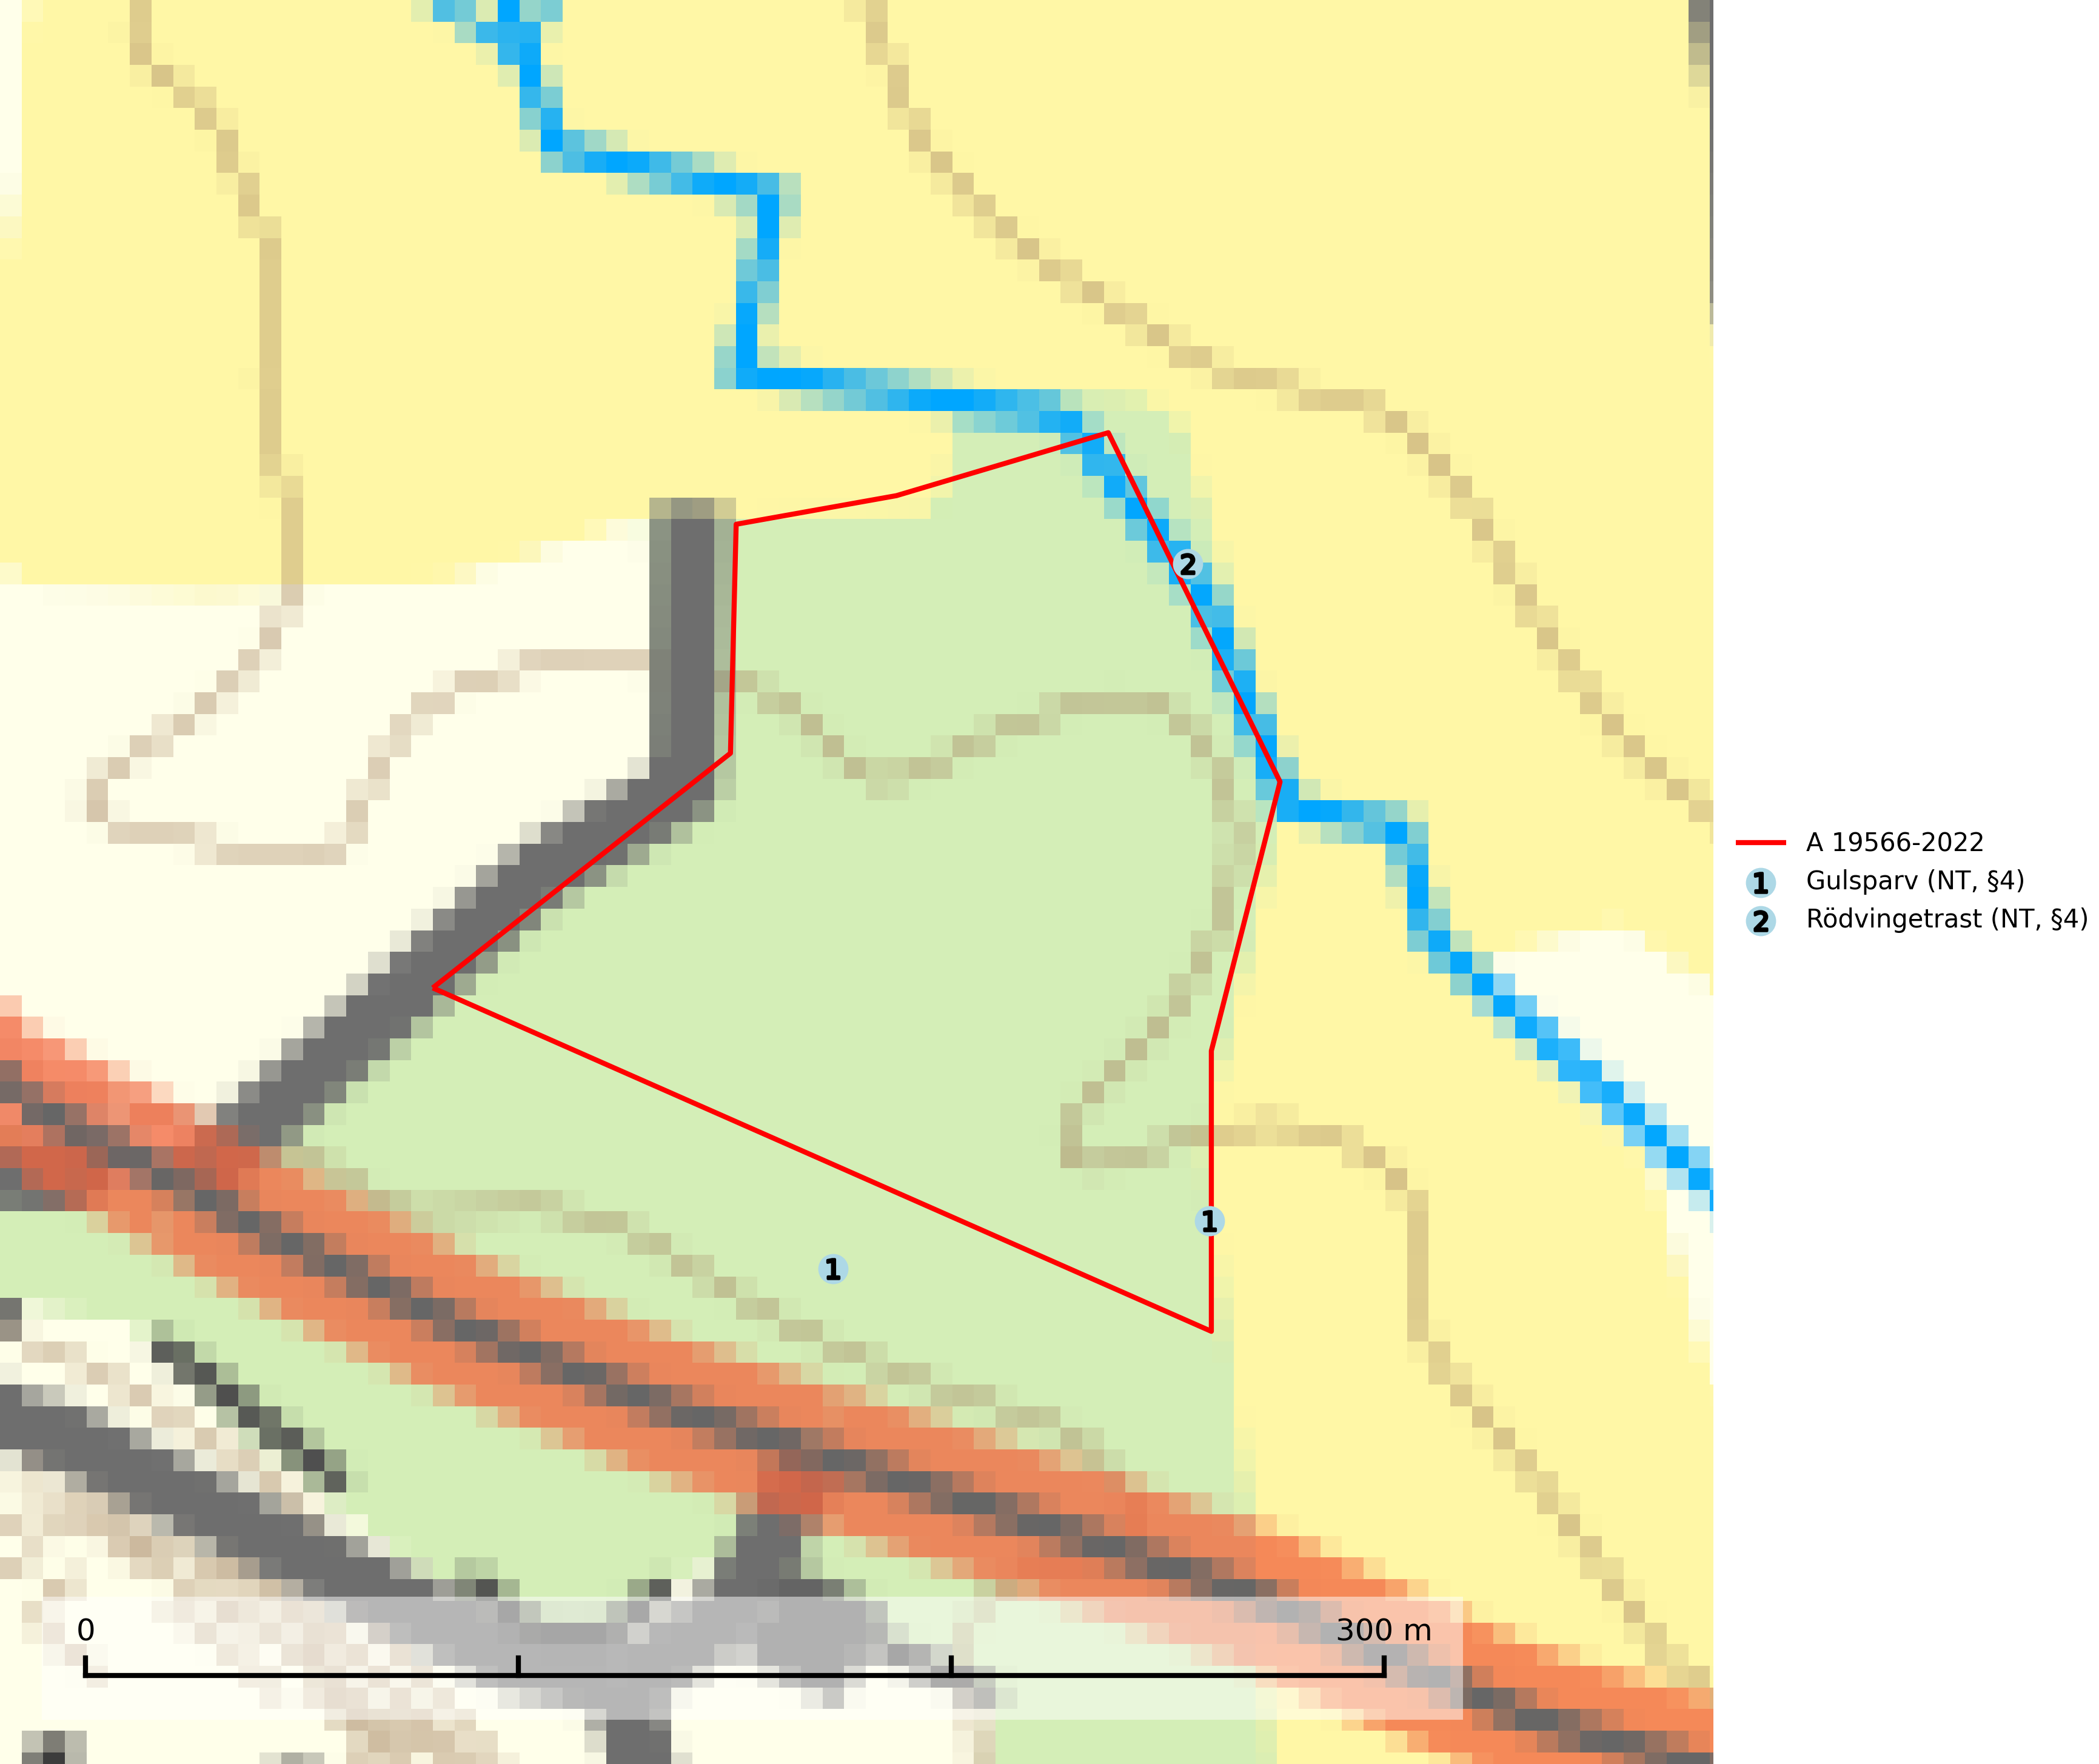 2
A 19566-2022
1 Gulsparv (NT, §4)
2 Rödvingetrast (NT, §4)
1
1
0 300 m